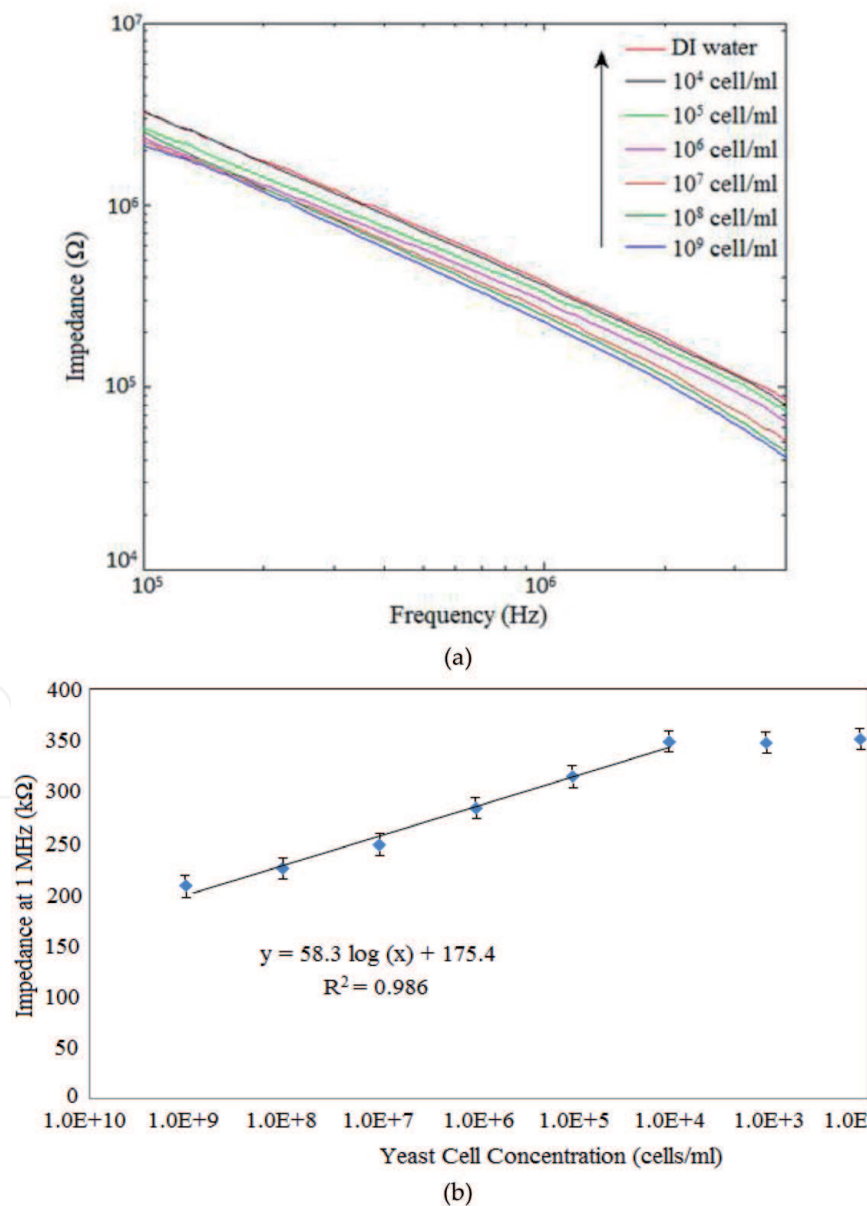 10⁷
DI water
10⁴ cell/ml
10⁵ cell/ml
10⁶ cell/ml
10⁷ cell/ml
10⁸ cell/ml
10⁹ cell/ml
10⁶
Impedance (Ω)
10⁵
10⁴
10⁵ 10⁶
Frequency (Hz)
(a)
400
350
300
250
200
150
100
50
0
Impedance at 1 MHz (kΩ)
y = 58.3 log (x) + 175.4
R² = 0.986
1.0E+10 1.0E+9 1.0E+8 1.0E+7 1.0E+6 1.0E+5 1.0E+4 1.0E+3 1.0E
Yeast Cell Concentration (cells/ml)
(b)